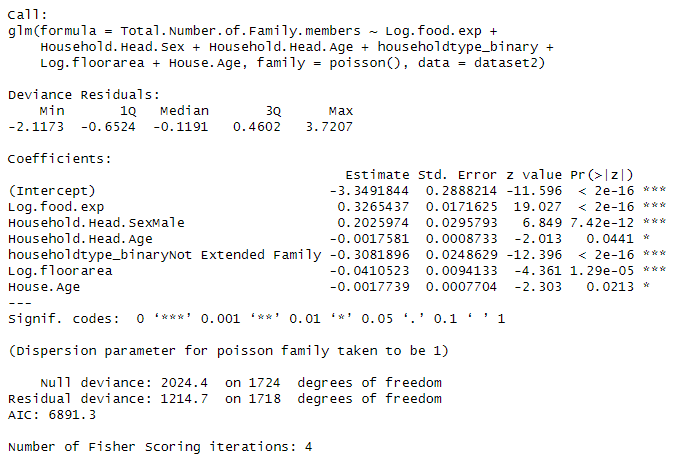 Call:
glm(formula = Total.Number.of.Family.members ~ Log.food.exp +
    Household.Head.Sex + Household.Head.Age + householdtype_binary +
    Log.floorarea + House.Age, family = poisson(), data = dataset2)
Deviance Residuals:
    Min       1Q   Median       3Q      Max
-2.1173  -0.6524  -0.1191   0.4602   3.7207
Coefficients:
                                          Estimate Std. Error z value Pr(>|z|)
(Intercept)                             -3.3491844  0.2888214 -11.596  < 2e-16 ***
Log.food.exp                             0.3265437  0.0171625  19.027  < 2e-16 ***
Household.Head.SexMale                   0.2025974  0.0295793   6.849 7.42e-12 ***
Household.Head.Age                      -0.0017581  0.0008733  -2.013   0.0441 *
householdtype_binaryNot Extended Family -0.3081896  0.0248629 -12.396  < 2e-16 ***
Log.floorarea                           -0.0410523  0.0094133  -4.361 1.29e-05 ***
House.Age                               -0.0017739  0.0007704  -2.303   0.0213 *
---
Signif. codes:  0 ‘***’ 0.001 ‘**’ 0.01 ‘*’ 0.05 ‘.’ 0.1 ‘ ’ 1
(Dispersion parameter for poisson family taken to be 1)
    Null deviance: 2024.4  on 1724  degrees of freedom
Residual deviance: 1214.7  on 1718  degrees of freedom
AIC: 6891.3
Number of Fisher Scoring iterations: 4